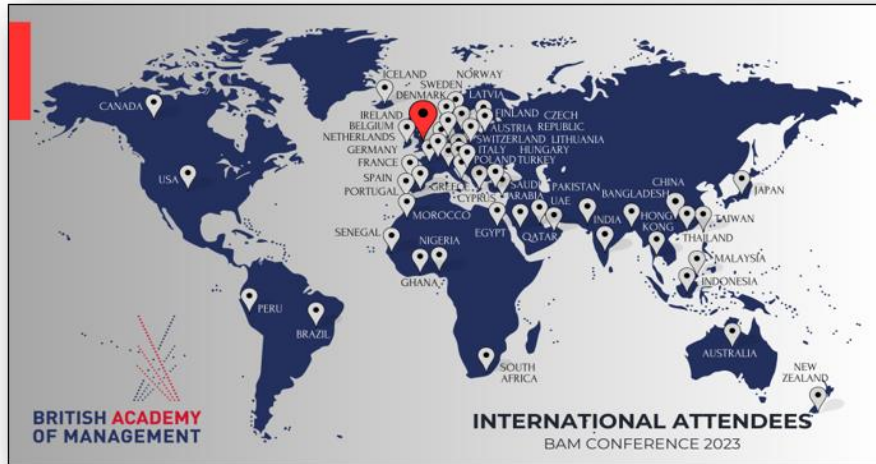 ICELAND
NORWAY
SWEDEN
CANADA
DENMARK
LATVIA
IRELAND
FINLAND
CZECH
BELGIUM
AUSTRIA
REPUBLIC
NETHERLANDS
SWITZERLAND
LITHUANIA
GERMANY
ITALY
HUNGARY
FRANCE
POLAND
TURKEY
USA
SPAIN
GREECE
SAUDI
PAKISTAN
CHINA
JAPAN
PORTUGAL
CYPRUS
ARABIA
UAE
BANGLADESH
MOROCCO
INDIA
HONG
TAIWAN
SENEGAL
EGYPT
QATAR
KONG
NIGERIA
THAILAND
MALAYSIA
GHANA
INDONESIA
PERU
BRAZIL
AUSTRALIA
SOUTH
AFRICA
NEW
ZEALAND
BRITISH ACADEMY
OF MANAGEMENT
INTERNATIONAL ATTENDEES
BAM CONFERENCE 2023